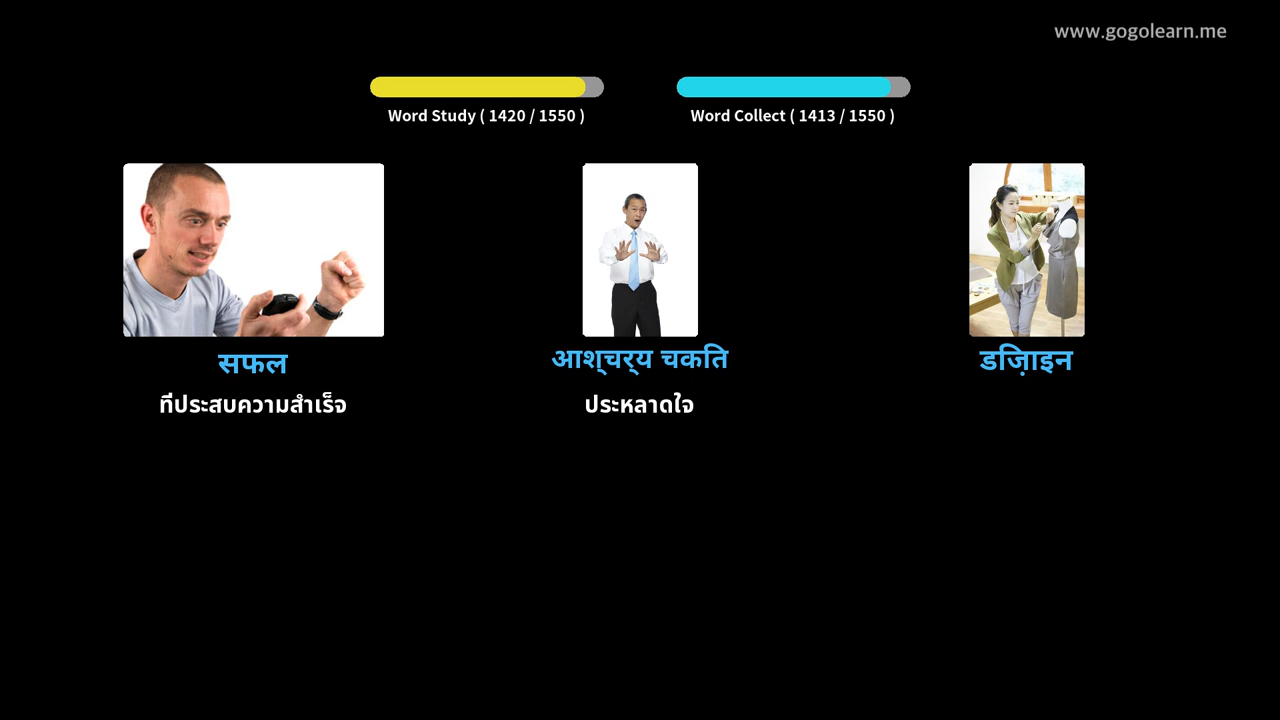 www.gogolearn.me
Word Study ( 1420 / 1550 )
Word Collect ( 1413 / 1550 )
सफल
आश्चर्य चकति
डिज़ाइन
ที่ประสบความสำเร็จ
ประหลาดใจ